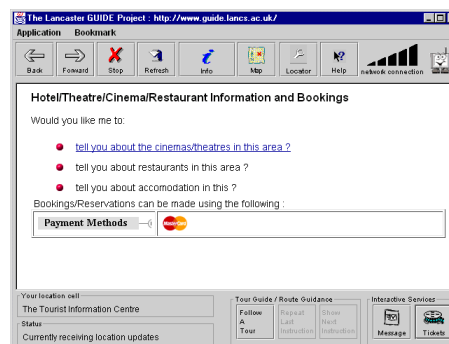 The Lancaster GUIDE Project : http://www.guide.lancs.ac.uk/
Application Bookmark
Back Forward Stop Refresh Info Map Locator Help network connection
Hotel/Theatre/Cinema/Restaurant Information and Bookings
Would you like me to:
tell you about the cinemas/theatres in this area ?
tell you about restaurants in this area ?
tell you about accomodation in this ?
Bookings/Reservations can be made using the following :
Payment Methods MasterCard
Your location cell
The Tourist Information Centre
Status
Currently receiving location updates
Tour Guide / Route Guidance
Follow A Tour
Repeat Last Instruction
Show Next Instruction
Interactive Services
Message Tickets